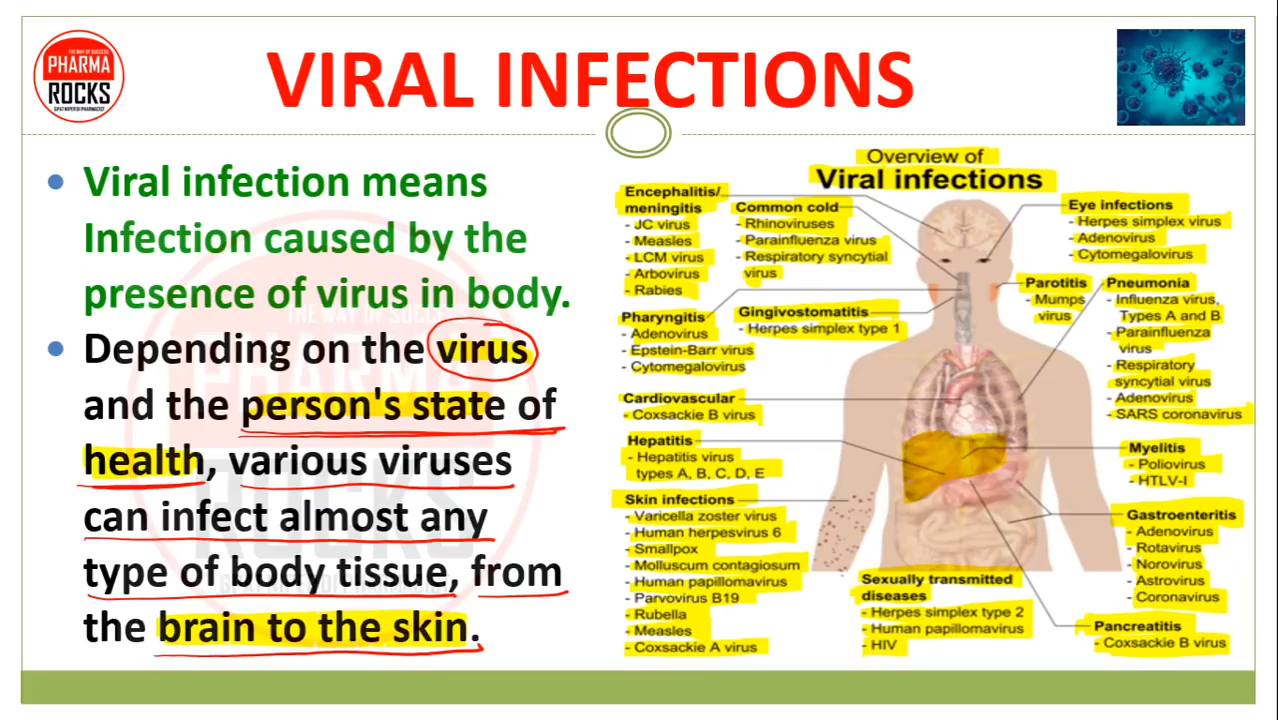 THE WAY OF SUCCESS
PHARMA
ROCKS
VIRAL INFECTIONS
• Viral infection means
Infection caused by the
presence of virus in body.
• Depending on the virus
and the person's state of
health, various viruses
can infect almost any
type of body tissue, from
the brain to the skin.
Overview of
Viral infections
Encephalitis/
meningitis
- JC virus
- Measles
- LCM virus
- Arbovirus
- Rabies
Common cold
- Rhinoviruses
- Parainfluenza virus
- Respiratory syncytial
virus
Eye infections
- Herpes simplex virus
- Adenovirus
- Cytomegalovirus
Pharyngitis
- Adenovirus
- Epstein-Barr virus
- Cytomegalovirus
Gingivostomatitis
- Herpes simplex type 1
Parotitis
- Mumps
virus
Pneumonia
- Influenza virus,
Types A and B
- Parainfluenza
virus
- Respiratory
syncytial virus
- Adenovirus
- SARS coronavirus
Cardiovascular
- Coxsackie B virus
Hepatitis
- Hepatitis virus
types A, B, C, D, E
Myelitis
- Poliovirus
- HTLV-I
Skin infections
- Varicella zoster virus
- Human herpesvirus 6
- Smallpox
- Molluscum contagiosum
- Human papillomavirus
- Parvovirus B19
- Rubella
- Measles
- Coxsackie A virus
Gastroenteritis
- Adenovirus
- Rotavirus
- Norovirus
- Astrovirus
- Coronavirus
Sexually transmitted
diseases
- Herpes simplex type 2
- Human papillomavirus
- HIV
Pancreatitis
- Coxsackie B virus